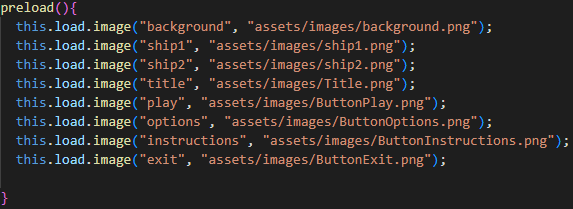 preload(){
this.load.image("background", "assets/images/background.png");
this.load.image("ship1", "assets/images/ship1.png");
this.load.image("ship2", "assets/images/ship2.png");
this.load.image("title", "assets/images/Title.png");
this.load.image("play", "assets/images/ButtonPlay.png");
this.load.image("options", "assets/images/ButtonOptions.png");
this.load.image("instructions", "assets/images/ButtonInstructions.png");
this.load.image("exit", "assets/images/ButtonExit.png");
}